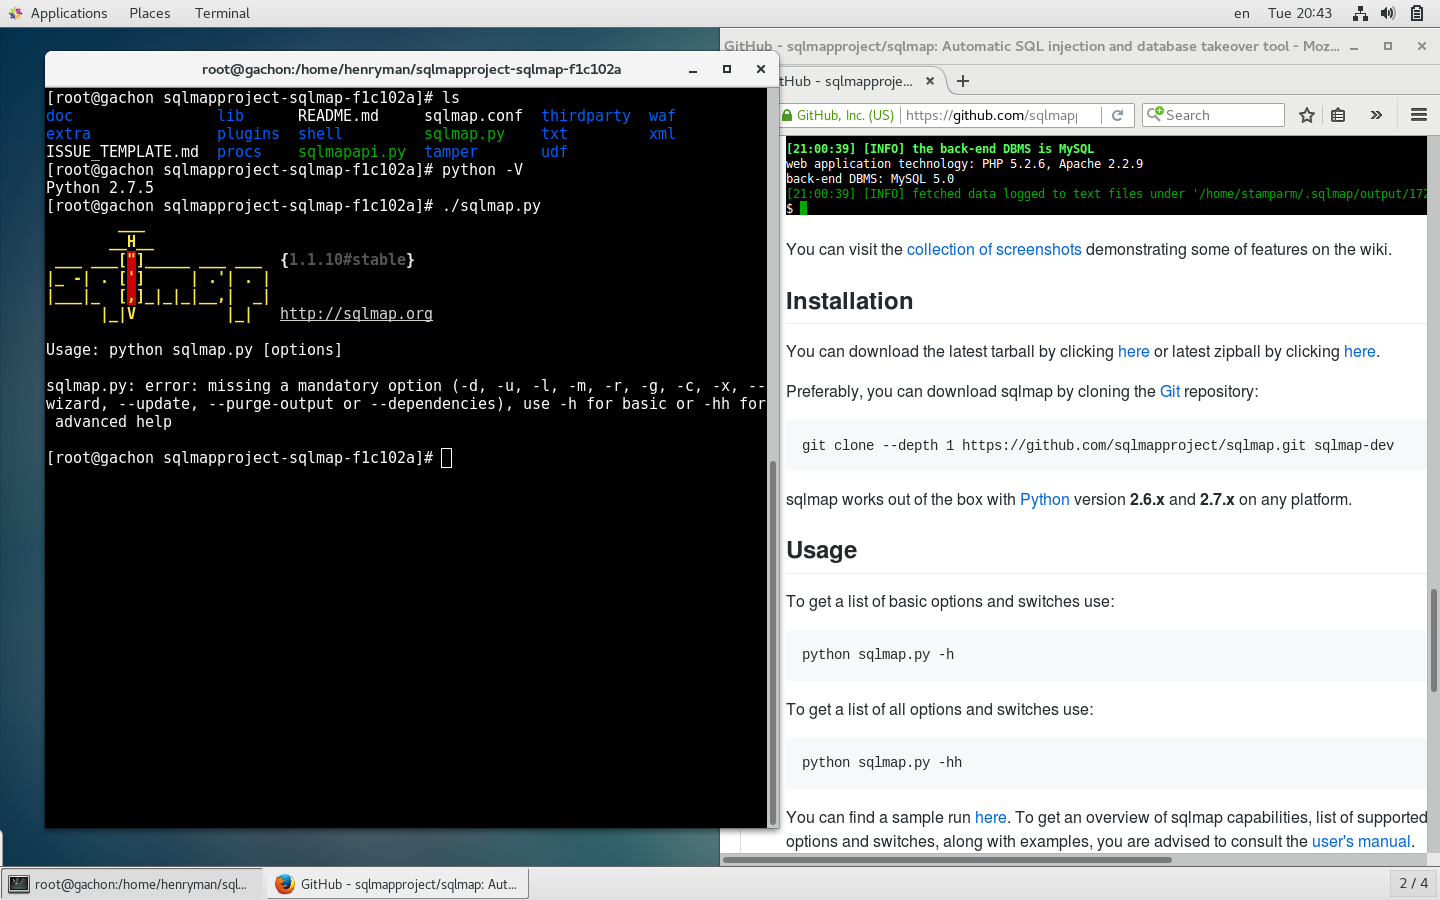 Applications Places Terminal en Tue 20:43
GitHub - sqlmapproject/sqlmap: Automatic SQL injection and database takeover tool - Moz...
root@gachon:/home/henryman/sqlmapproject-sqlmap-f1c102a
[root@gachon sqlmapproject-sqlmap-f1c102a]# ls
doc lib README.md sqlmap.conf thirdparty waf
extra plugins shell sqlmap.py txt xml
ISSUE_TEMPLATE.md procs sqlmapapi.py tamper udf
[root@gachon sqlmapproject-sqlmap-f1c102a]# python -V
Python 2.7.5
[root@gachon sqlmapproject-sqlmap-f1c102a]# ./sqlmap.py
        ___
       __H__
 ___ ___["]_____ ___ ___  {1.1.10#stable}
|_ -| . [']     | .'| . |
|___|_  [,]_|_|_|__,|  _|
      |_|V          |_|   http://sqlmap.org
Usage: python sqlmap.py [options]
sqlmap.py: error: missing a mandatory option (-d, -u, -l, -m, -r, -g, -c, -x, --
wizard, --update, --purge-output or --dependencies), use -h for basic or -hh for
advanced help
[root@gachon sqlmapproject-sqlmap-f1c102a]#
tHub - sqlmapproje...
GitHub, Inc. (US) https://github.com/sqlmap Search
[21:00:39] [INFO] the back-end DBMS is MySQL
web application technology: PHP 5.2.6, Apache 2.2.9
back-end DBMS: MySQL 5.0
[21:00:39] [INFO] fetched data logged to text files under '/home/stamparm/.sqlmap/output/172
$
You can visit the collection of screenshots demonstrating some of features on the wiki.
Installation
You can download the latest tarball by clicking here or latest zipball by clicking here.
Preferably, you can download sqlmap by cloning the Git repository:
git clone --depth 1 https://github.com/sqlmapproject/sqlmap.git sqlmap-dev
sqlmap works out of the box with Python version 2.6.x and 2.7.x on any platform.
Usage
To get a list of basic options and switches use:
python sqlmap.py -h
To get a list of all options and switches use:
python sqlmap.py -hh
You can find a sample run here. To get an overview of sqlmap capabilities, list of supported
options and switches, along with examples, you are advised to consult the user's manual.
root@gachon:/home/henryman/sql... GitHub - sqlmapproject/sqlmap: Aut... 2 / 4